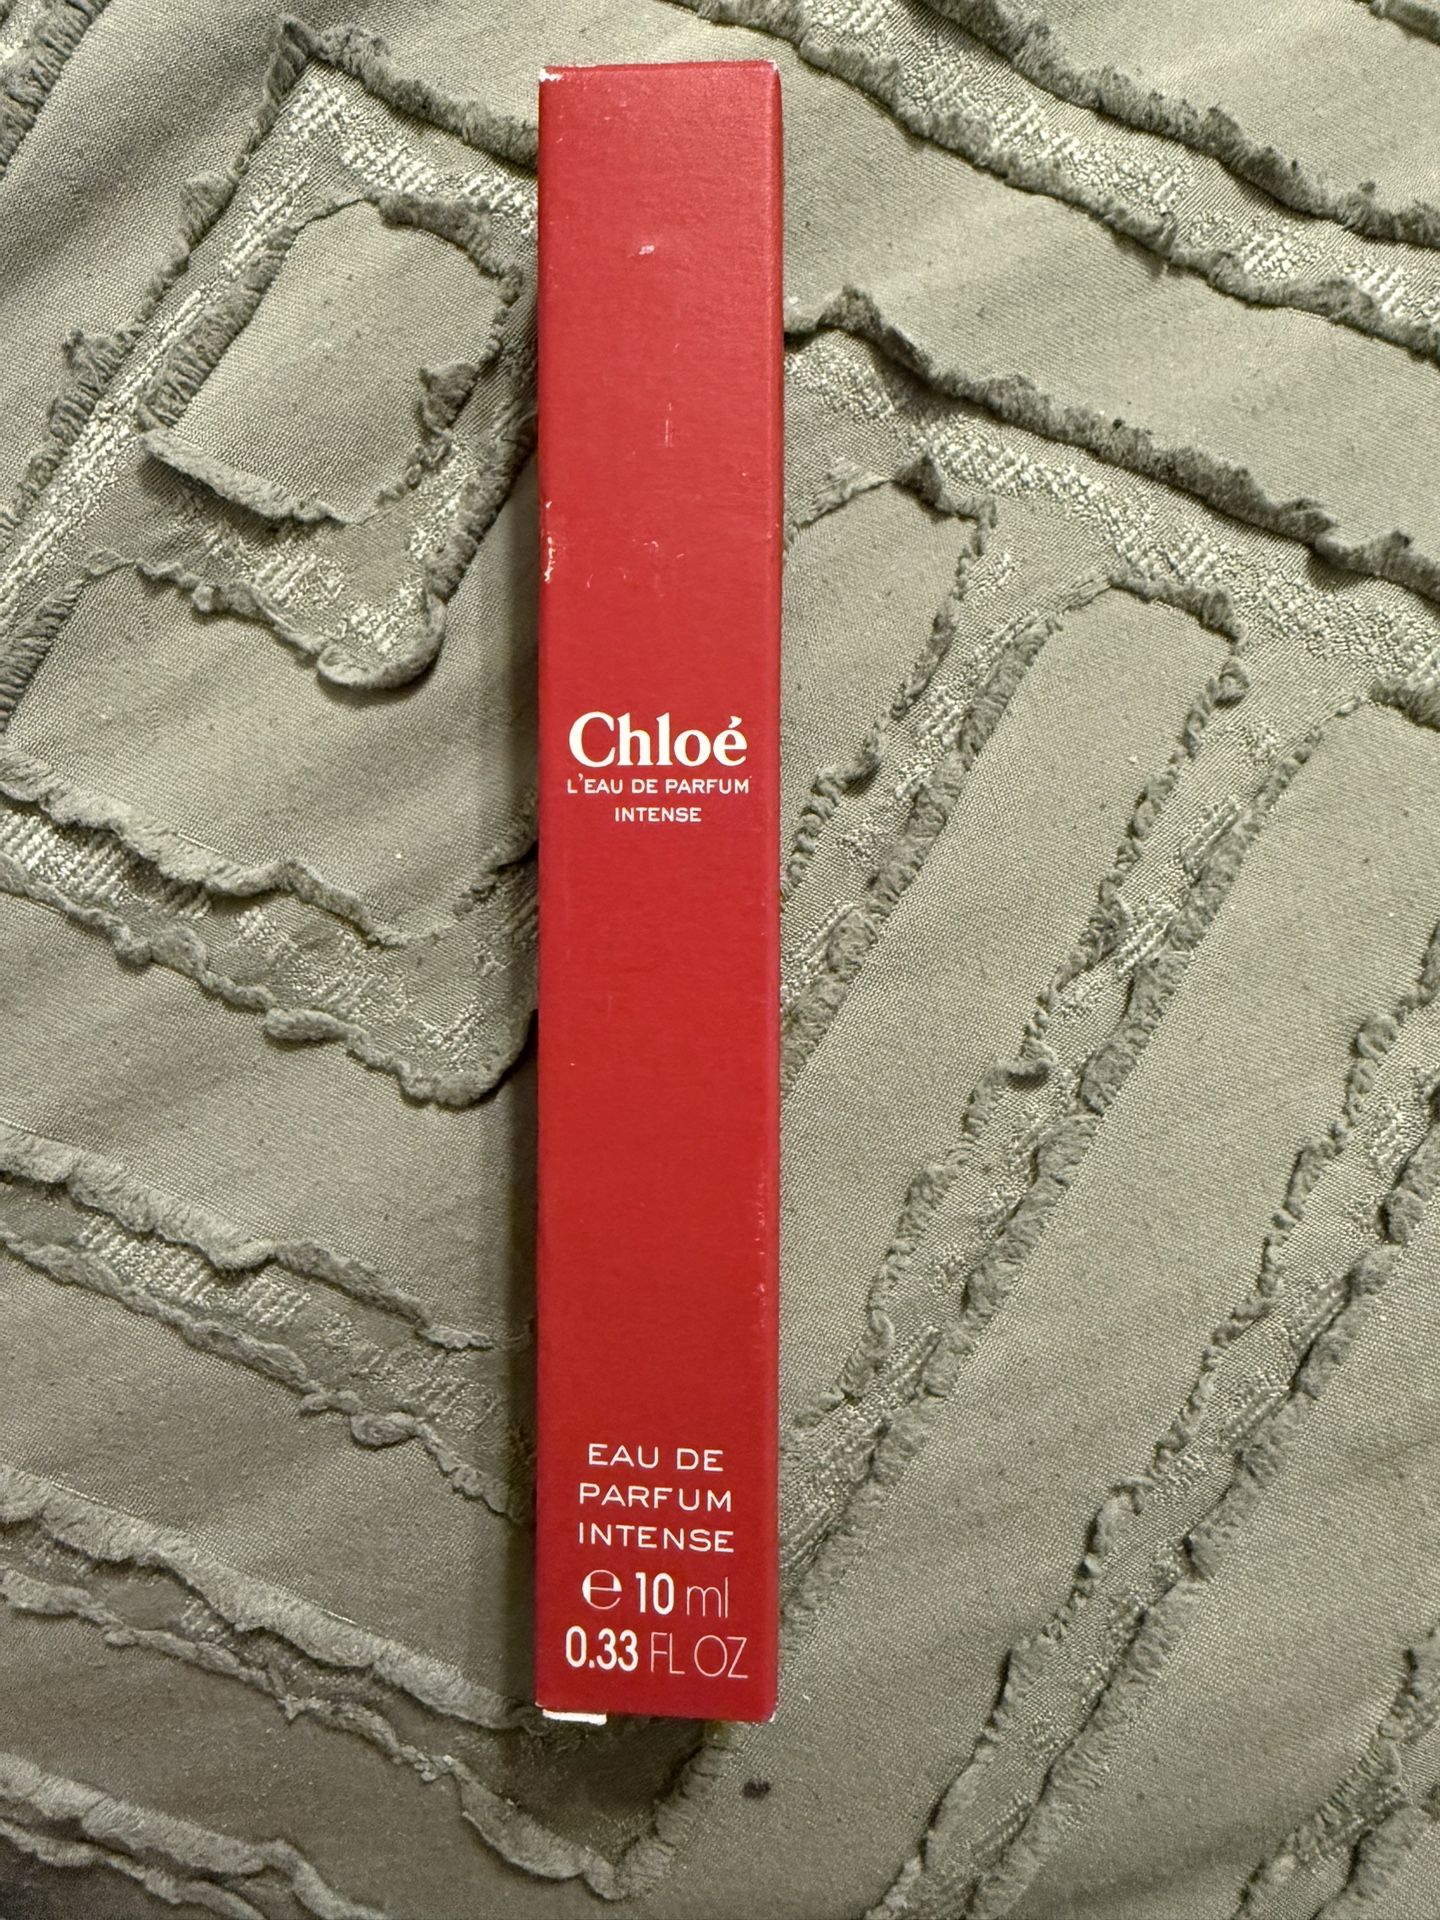 Chloé
L'EAU DE PARFUM
INTENSE
EAU DE
PARFUM
INTENSE
℮ 10 ml
0.33 FL OZ